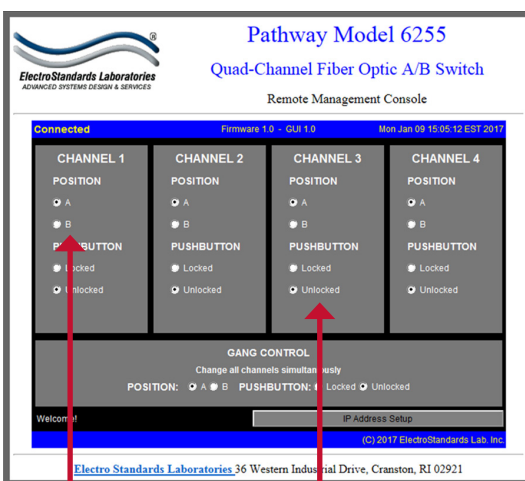 ®
Pathway Model 6255
ElectroStandards Laboratories
ADVANCED SYSTEMS DESIGN & SERVICES
Quad-Channel Fiber Optic A/B Switch
Remote Management Console
Connected Firmware 1.0 - GUI 1.0 Mon Jan 09 15:05:12 EST 2017
CHANNEL 1 CHANNEL 2 CHANNEL 3 CHANNEL 4
POSITION POSITION POSITION POSITION
A A A A
B B B B
PUSHBUTTON PUSHBUTTON PUSHBUTTON PUSHBUTTON
Locked Locked Locked Locked
Unlocked Unlocked Unlocked Unlocked
GANG CONTROL
Change all channels simultaneously
POSITION: A B PUSHBUTTON: Locked Unlocked
Welcome! IP Address Setup
(C) 2017 ElectroStandards Lab. Inc.
Electro Standards Laboratories 36 Western Industrial Drive, Cranston, RI 02921